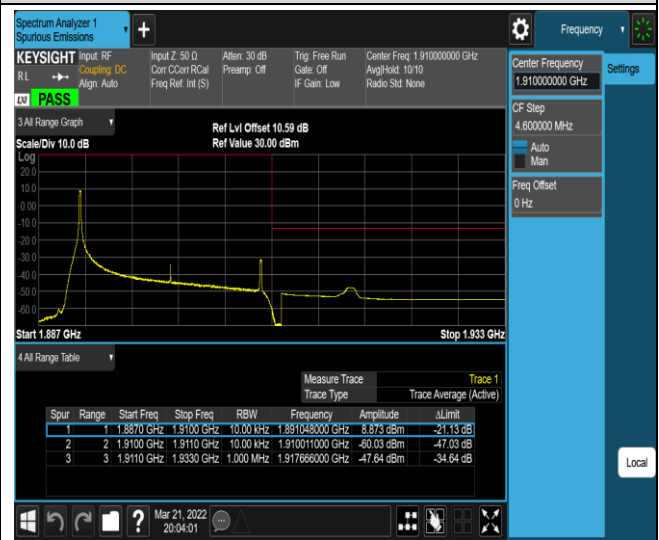 Spectrum Analyzer 1
Spurious Emissions
+
Frequency
KEYSIGHT Input: RF
R L
Coupling: DC
Align: Auto
Input Z: 50 Ω
Corr CCorr RCal
Freq Ref: Int (S)
Atten: 30 dB
Preamp: Off
Trig: Free Run
Gate: Off
IF Gain: Low
Center Freq: 1.910000000 GHz
Avg|Hold: 10/10
Radio Std: None
LXI PASS
Center Frequency
1.910000000 GHz
Settings
CF Step
4.600000 MHz
Auto
Man
Freq Offset
0 Hz
3 All Range Graph
Scale/Div 10.0 dB
Ref Lvl Offset 10.59 dB
Ref Value 30.00 dBm
Log
20.0
10.0
0.00
-10.0
-20.0
-30.0
-40.0
-50.0
-60.0
Start 1.887 GHz
Stop 1.933 GHz
4 All Range Table
Measure Trace Trace 1
Trace Type Trace Average (Active)
Spur Range Start Freq Stop Freq RBW Frequency Amplitude ΔLimit
1 1 1.8870 GHz 1.9100 GHz 10.00 kHz 1.891048000 GHz 8.873 dBm -21.13 dB
2 2 1.9100 GHz 1.9110 GHz 10.00 kHz 1.910011000 GHz -60.03 dBm -47.03 dB
3 3 1.9110 GHz 1.9330 GHz 1.000 MHz 1.917666000 GHz -47.64 dBm -34.64 dB
Local
?
Mar 21, 2022
20:04:01